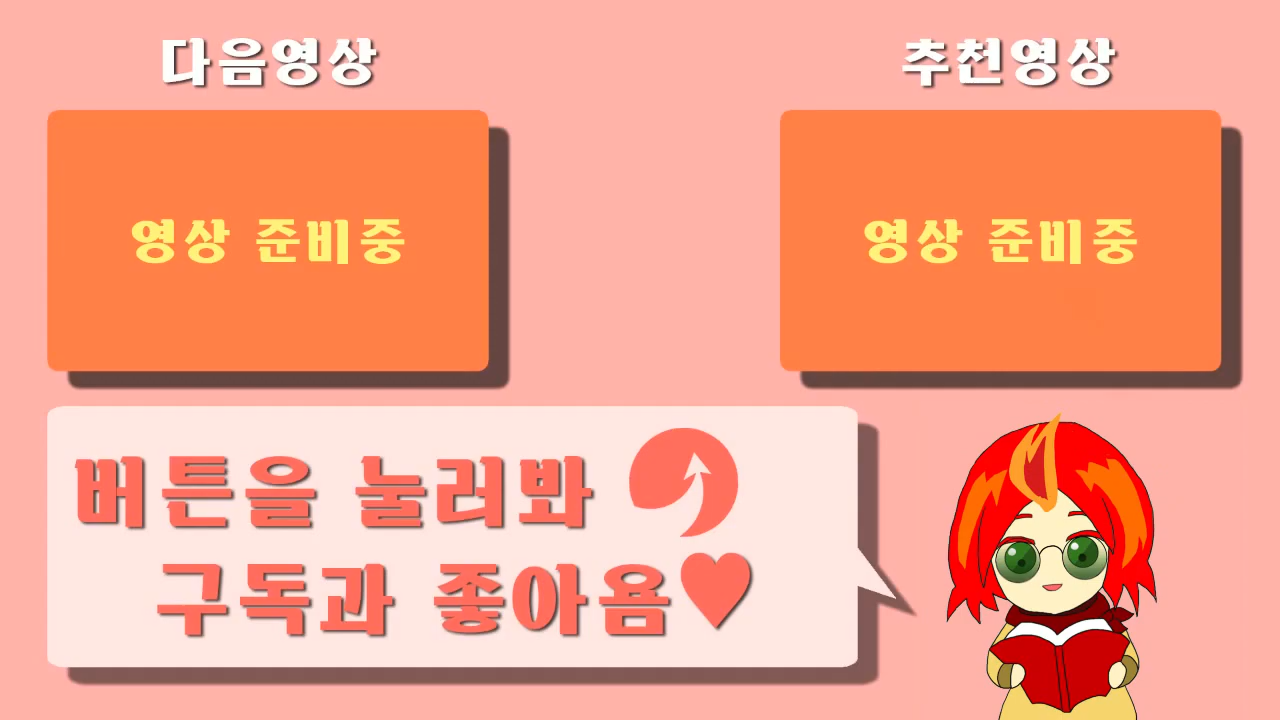 다음영상
추천영상
영상 준비중
영상 준비중
버튼을 눌러봐
구독과 좋아욤♥